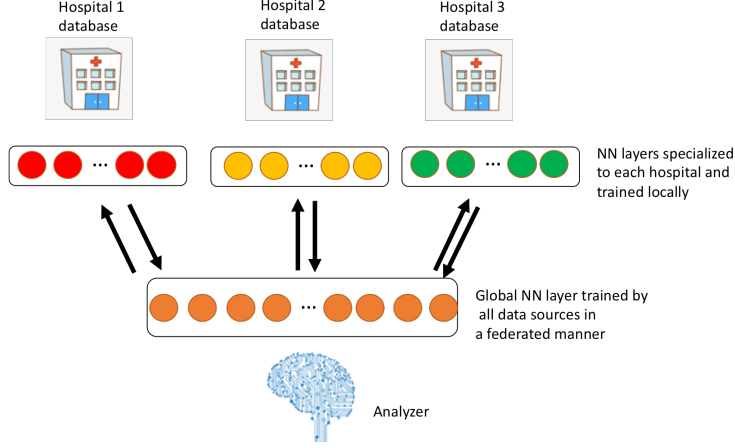 Hospital 1
database
Hospital 2
database
Hospital 3
database
NN layers specialized
to each hospital and
trained locally
Global NN layer trained by
all data sources in
a federated manner
Analyzer